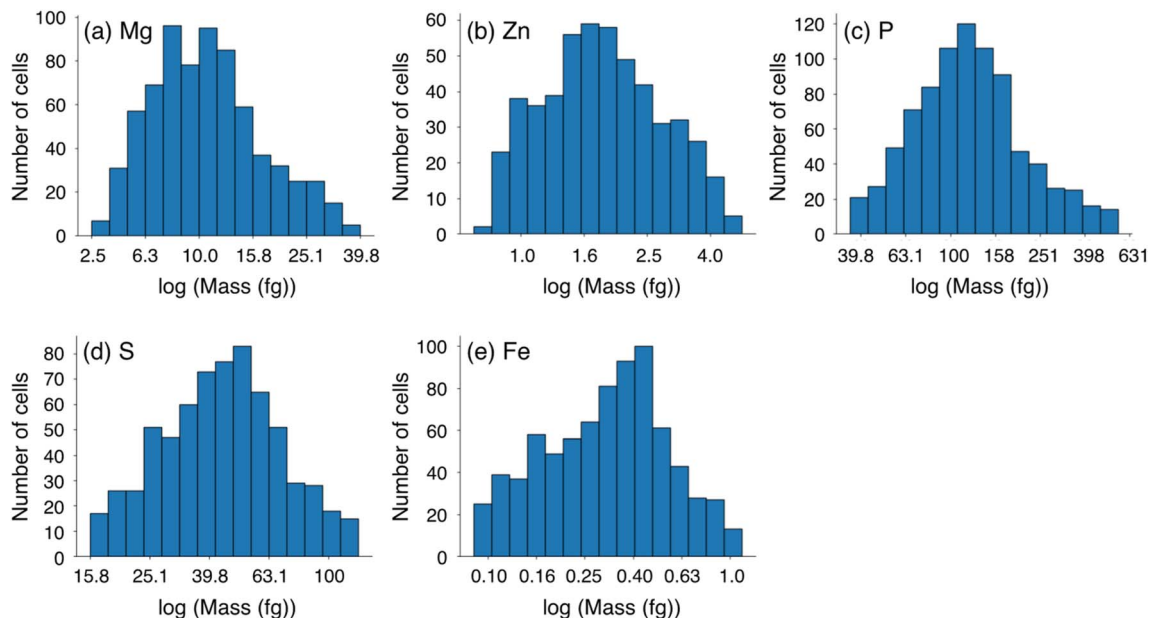 (a) Mg
Number of cells
100
80
60
40
20
0
2.5 6.3 10.0 15.8 25.1 39.8
log (Mass (fg))
(b) Zn
Number of cells
60
50
40
30
20
10
0
1.0 1.6 2.5 4.0
log (Mass (fg))
(c) P
Number of cells
120
100
80
60
40
20
0
39.8 63.1 100 158 251 398 631
log (Mass (fg))
(d) S
Number of cells
80
70
60
50
40
30
20
10
0
15.8 25.1 39.8 63.1 100
log (Mass (fg))
(e) Fe
Number of cells
100
80
60
40
20
0
0.10 0.16 0.25 0.40 0.63 1.0
log (Mass (fg))